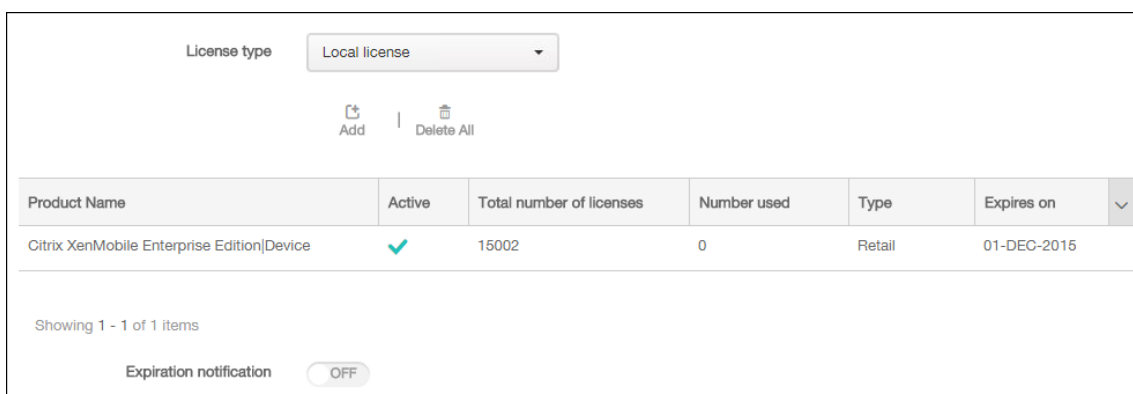 License type Local license
Add | Delete All
Product Name Active Total number of licenses Number used Type Expires on
Citrix XenMobile Enterprise Edition|Device 15002 0 Retail 01-DEC-2015
Showing 1 - 1 of 1 items
Expiration notification OFF